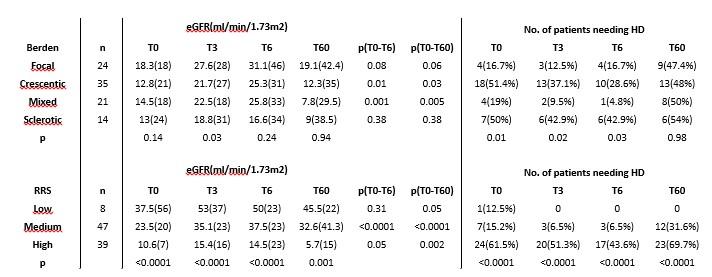 eGFR(ml/min/1.73m2) No. of patients needing HD
Berden n T0 T3 T6 T60 p(T0-T6) p(T0-T60) T0 T3 T6 T60
Focal 24 18.3(18) 27.6(28) 31.1(46) 19.1(42.4) 0.08 0.06 4(16.7%) 3(12.5%) 4(16.7%) 9(47.4%)
Crescentic 35 12.8(21) 21.7(27) 25.3(31) 12.3(35) 0.01 0.03 18(51.4%) 13(37.1%) 10(28.6%) 13(48%)
Mixed 21 14.5(18) 22.5(18) 25.8(33) 7.8(29.5) 0.001 0.005 4(19%) 2(9.5%) 1(4.8%) 8(50%)
Sclerotic 14 13(24) 18.8(31) 16.6(34) 9(38.5) 0.38 0.38 7(50%) 6(42.9%) 6(42.9%) 6(54%)
p 0.14 0.03 0.24 0.94 0.01 0.02 0.03 0.98
eGFR(ml/min/1.73m2) No. of patients needing HD
RRS n T0 T3 T6 T60 p(T0-T6) p(T0-T60) T0 T3 T6 T60
Low 8 37.5(56) 53(37) 50(23) 45.5(22) 0.31 0.05 1(12.5%) 0 0 0
Medium 47 23.5(20) 35.1(23) 37.5(23) 32.6(41.3) <0.0001 <0.0001 7(15.2%) 3(6.5%) 3(6.5%) 12(31.6%)
High 39 10.6(7) 15.4(16) 14.5(23) 5.7(15) 0.05 0.002 24(61.5%) 20(51.3%) 17(43.6%) 23(69.7%)
p <0.0001 <0.0001 <0.0001 0.001 <0.0001 <0.0001 <0.0001 <0.0001